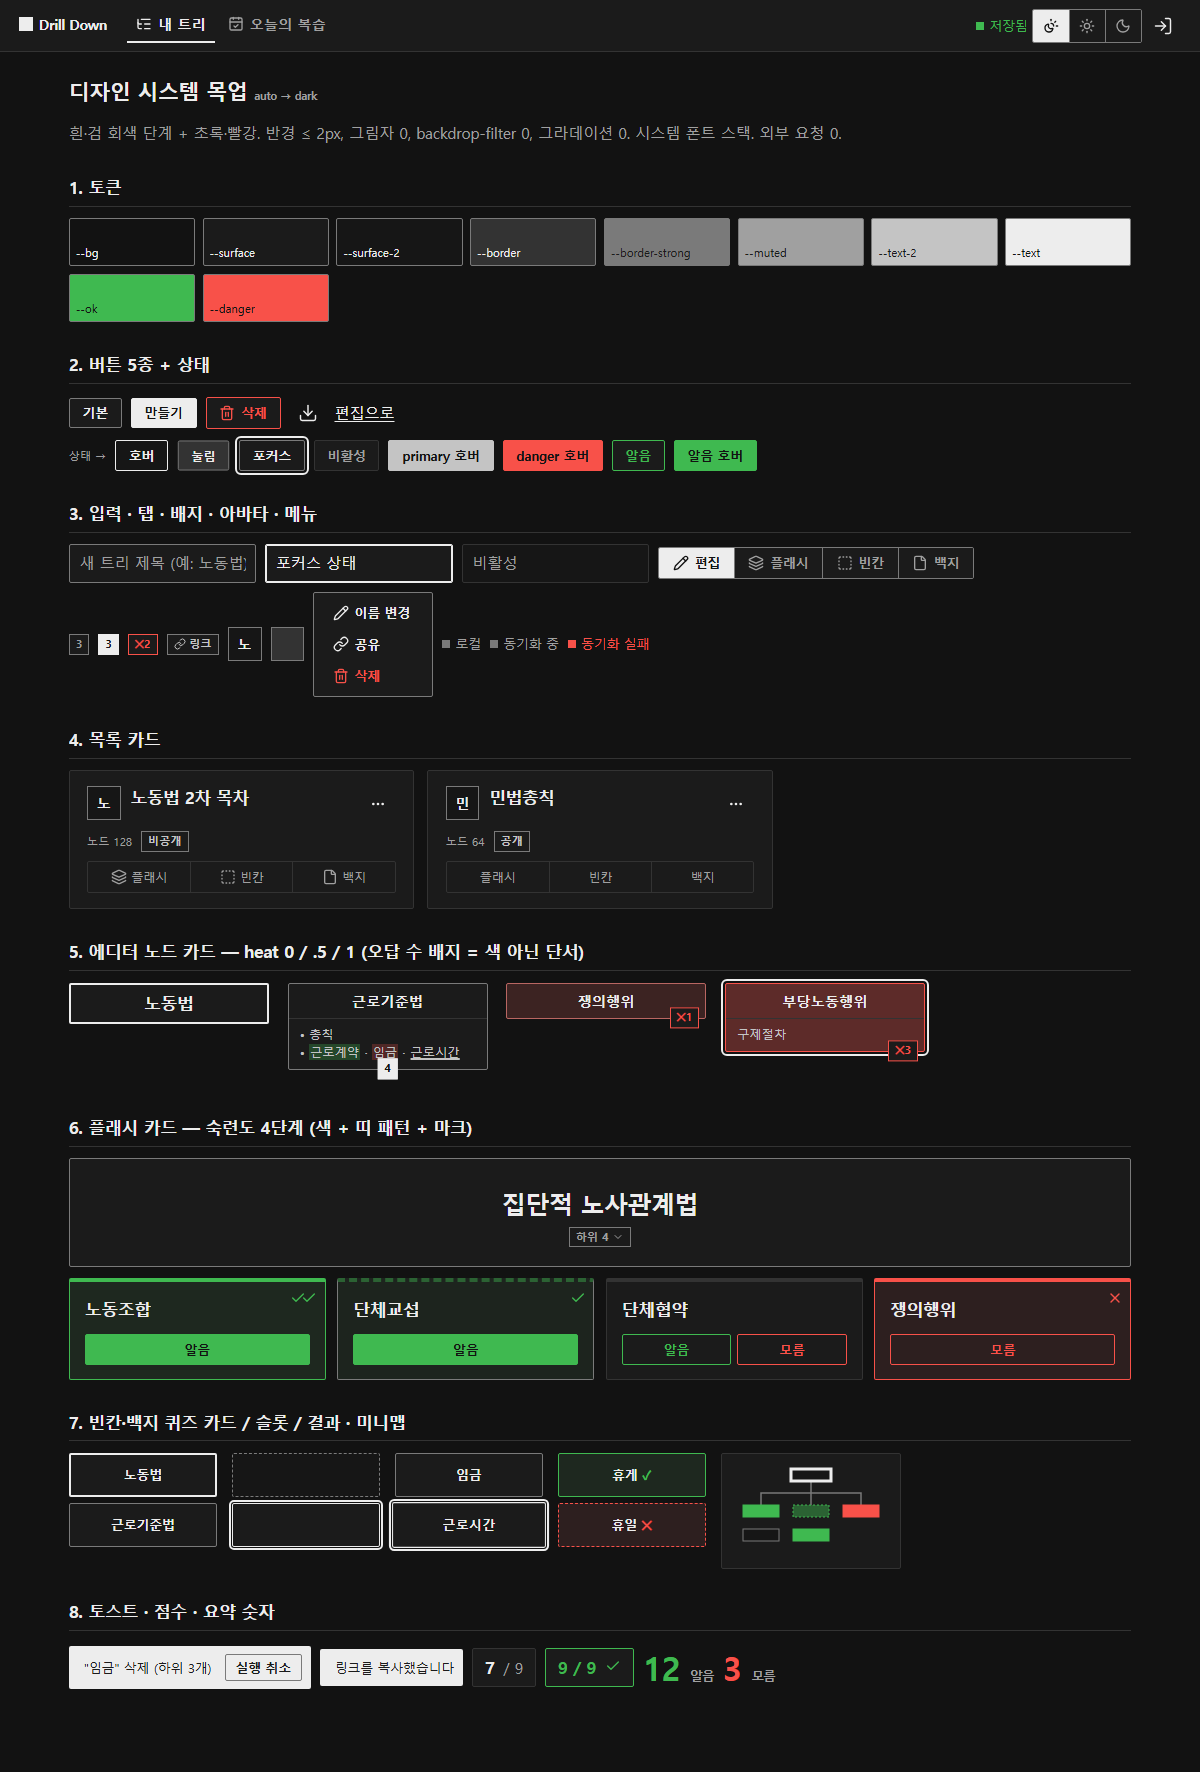 Drill Down 내 트리 오늘의 복습 저장됨
디자인 시스템 목업 auto → dark
흰·검 회색 단계 + 초록·빨강. 반경 ≤ 2px, 그림자 0, backdrop-filter 0, 그라데이션 0. 시스템 폰트 스택. 외부 요청 0.
1. 토큰
--bg --surface --surface-2 --border --border-strong --muted --text-2 --text
--ok --danger
2. 버튼 5종 + 상태
기본 만들기 삭제 편집으로
상태 → 호버 눌림 포커스 비활성 primary 호버 danger 호버 알음 알음 호버
3. 입력 · 탭 · 배지 · 아바타 · 메뉴
새 트리 제목 (예: 노동법) 포커스 상태 비활성 편집 플래시 빈칸 백지
이름 변경
3 3 ×2 링크 노 공유 로컬 동기화 중 동기화 실패
삭제
4. 목록 카드
노 노동법 2차 목차 ... 민 민법총칙 ...
노드 128 비공개 노드 64 공개
플래시 빈칸 백지 플래시 빈칸 백지
5. 에디터 노드 카드 — heat 0 / .5 / 1 (오답 수 배지 = 색 아닌 단서)
노동법 근로기준법 쟁의행위 부당노동행위
×1
• 총칙 구제절차
• 근로계약 · 임금 · 근로시간 ×3
4
6. 플래시 카드 — 숙련도 4단계 (색 + 띠 패턴 + 마크)
집단적 노사관계법
하위 4
노동조합 단체교섭 단체협약 쟁의행위
알음 알음 알음 모름 모름
7. 빈칸·백지 퀴즈 카드 / 슬롯 / 결과 · 미니맵
노동법 임금 휴게 ✓
근로기준법 근로시간 휴일 ✕
8. 토스트 · 점수 · 요약 숫자
"임금" 삭제 (하위 3개) 실행 취소 링크를 복사했습니다 7 / 9 9 / 9 ✓ 12 알음 3 모름